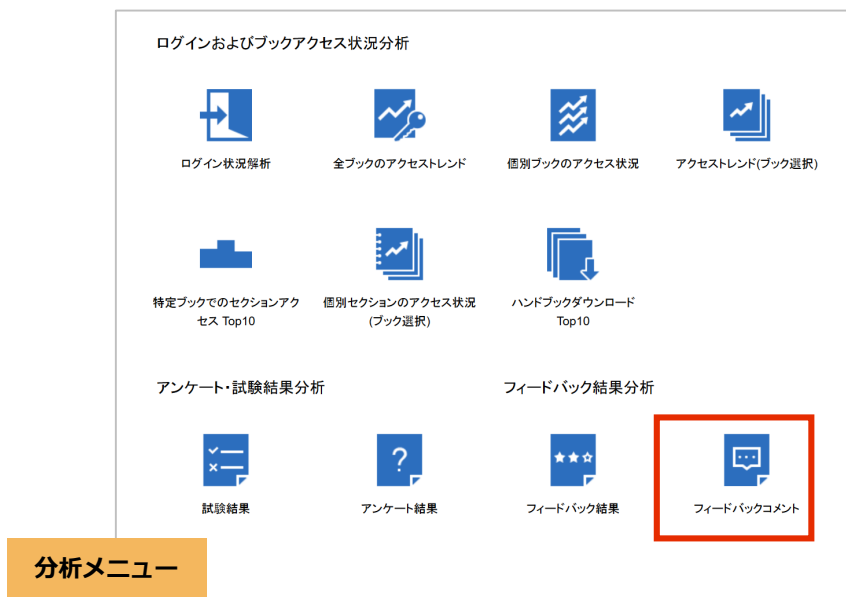 ログインおよびブックアクセス状況分析
ログイン状況解析
全ブックのアクセストレンド
個別ブックのアクセス状況
アクセストレンド(ブック選択)
特定ブックでのセクションアク
セス Top10
個別セクションのアクセス状況
(ブック選択)
ハンドブックダウンロード
Top10
アンケート・試験結果分析
フィードバック結果分析
試験結果
アンケート結果
フィードバック結果
フィードバックコメント
分析メニュー